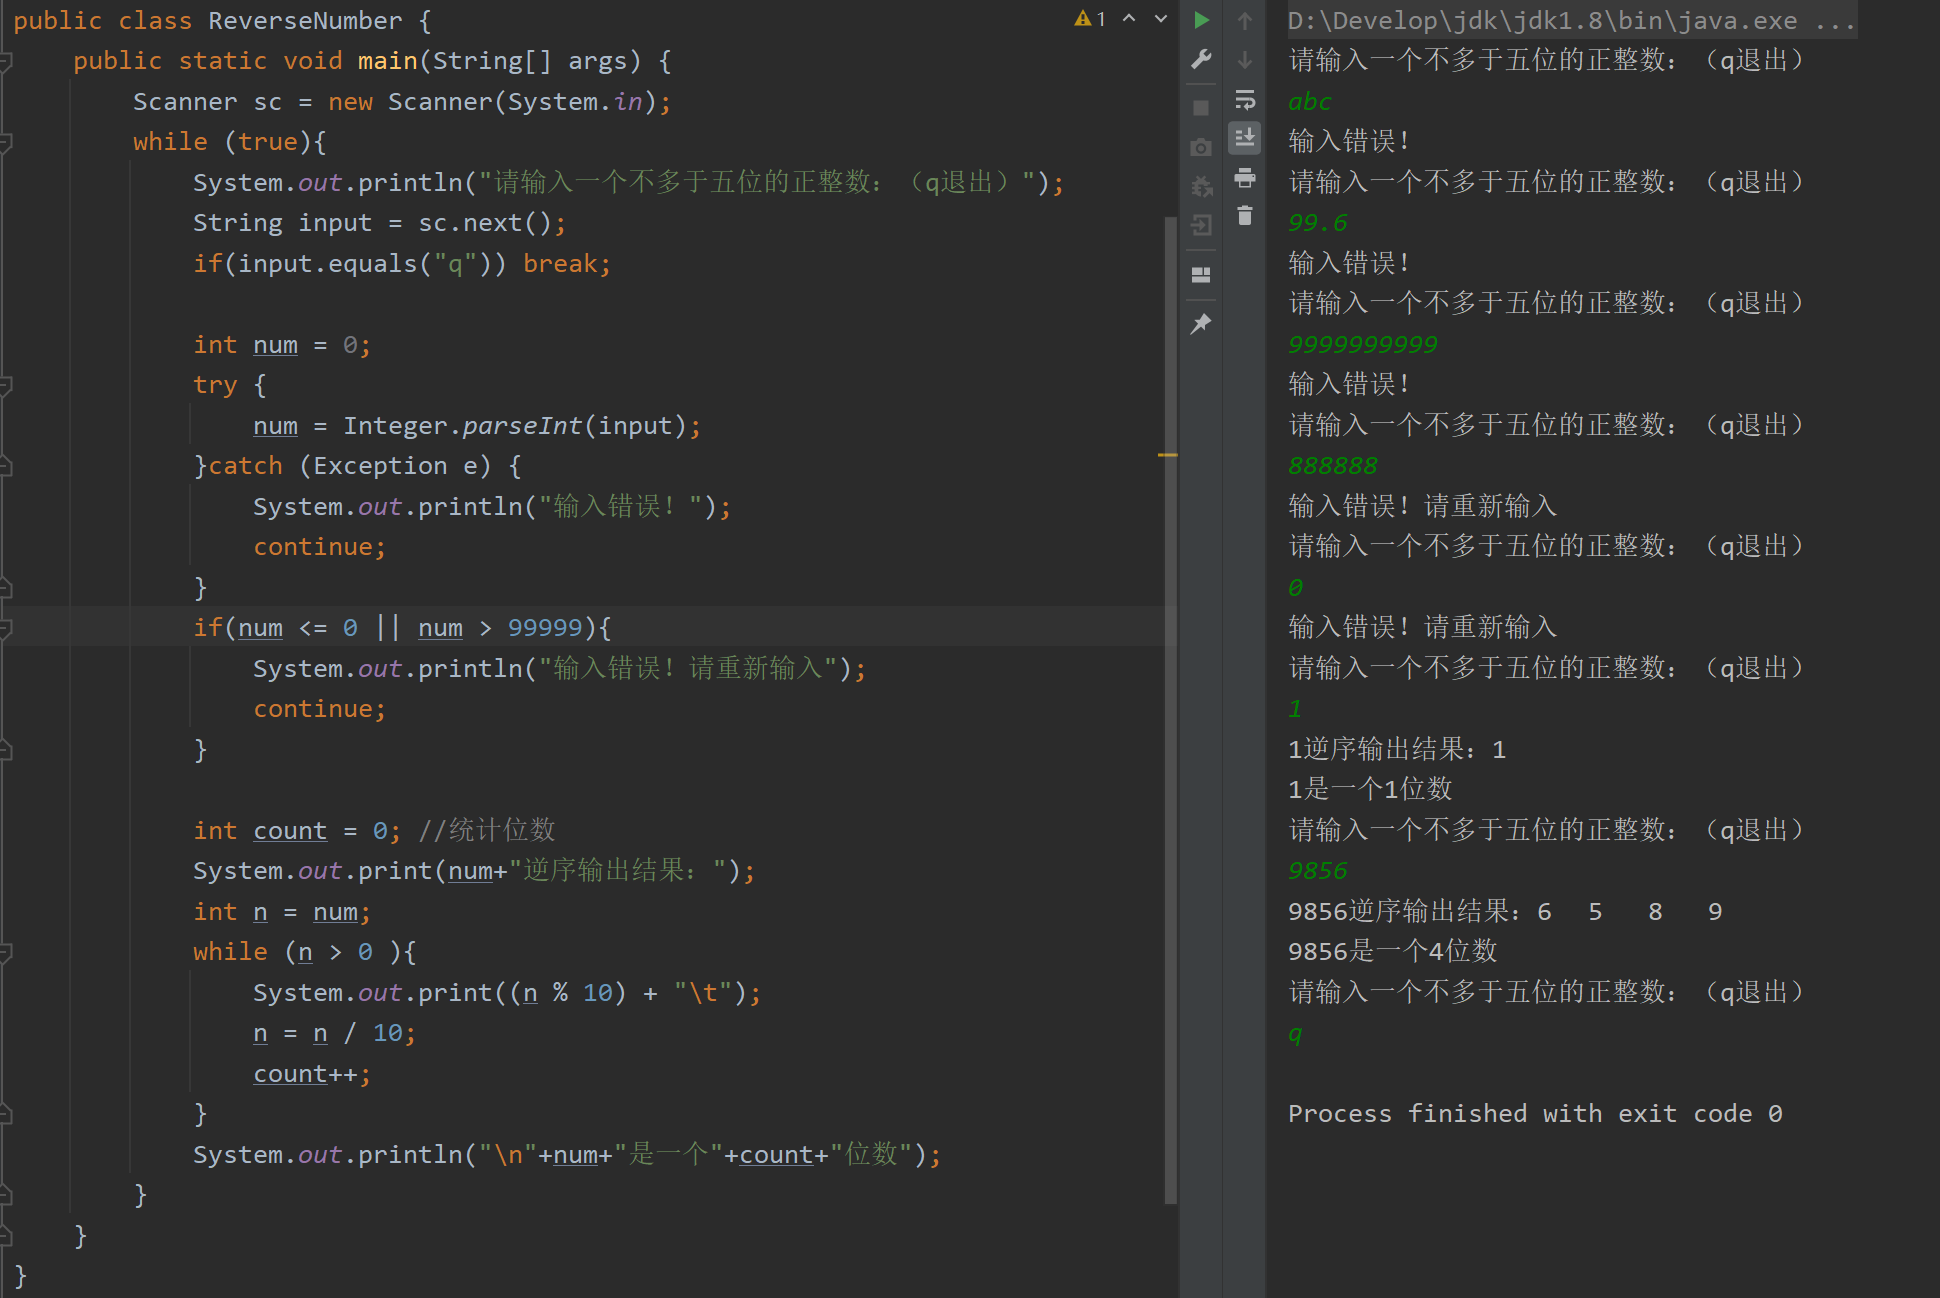 public class ReverseNumber {
    public static void main(String[] args) {
        Scanner sc = new Scanner(System.in);
        while (true){
            System.out.println("请输入一个不多于五位的正整数：（q退出）");
            String input = sc.next();
            if(input.equals("q")) break;

            int num = 0;
            try {
                num = Integer.parseInt(input);
            }catch (Exception e) {
                System.out.println("输入错误！");
                continue;
            }
            if(num <= 0 || num > 99999){
                System.out.println("输入错误！请重新输入");
                continue;
            }

            int count = 0; //统计位数
            System.out.print(num+"逆序输出结果：");
            int n = num;
            while (n > 0 ){
                System.out.print((n % 10) + "\t");
                n = n / 10;
                count++;
            }
            System.out.println("\n"+num+"是一个"+count+"位数");
        }
    }
}
1
D:\Develop\jdk\jdk1.8\bin\java.exe ...
请输入一个不多于五位的正整数：（q退出）
abc
输入错误！
请输入一个不多于五位的正整数：（q退出）
99.6
输入错误！
请输入一个不多于五位的正整数：（q退出）
9999999999
输入错误！
请输入一个不多于五位的正整数：（q退出）
888888
输入错误！请重新输入
请输入一个不多于五位的正整数：（q退出）
0
输入错误！请重新输入
请输入一个不多于五位的正整数：（q退出）
1
1逆序输出结果：1
1是一个1位数
请输入一个不多于五位的正整数：（q退出）
9856
9856逆序输出结果：6	5	8	9
9856是一个4位数
请输入一个不多于五位的正整数：（q退出）
q

Process finished with exit code 0